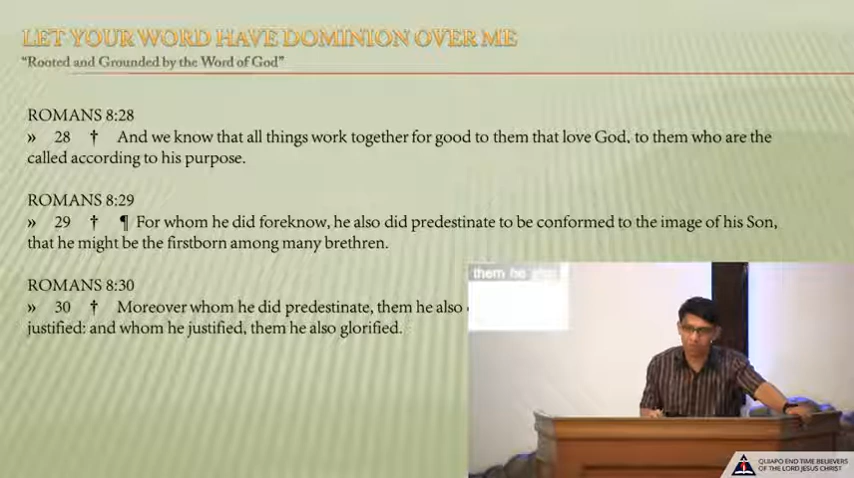 LET YOUR WORD HAVE DOMINION OVER ME
“Rooted and Grounded by the Word of God”
ROMANS 8:28
» 28 † And we know that all things work together for good to them that love God, to them who are the
called according to his purpose.
ROMANS 8:29
» 29 † ¶ For whom he did foreknow, he also did predestinate to be conformed to the image of his Son,
that he might be the firstborn among many brethren.
ROMANS 8:30
» 30 † Moreover whom he did predestinate, them he also
justified: and whom he justified, them he also glorified.
them he also
QUIAPO END TIME BELIEVERS
OF THE LORD JESUS CHRIST